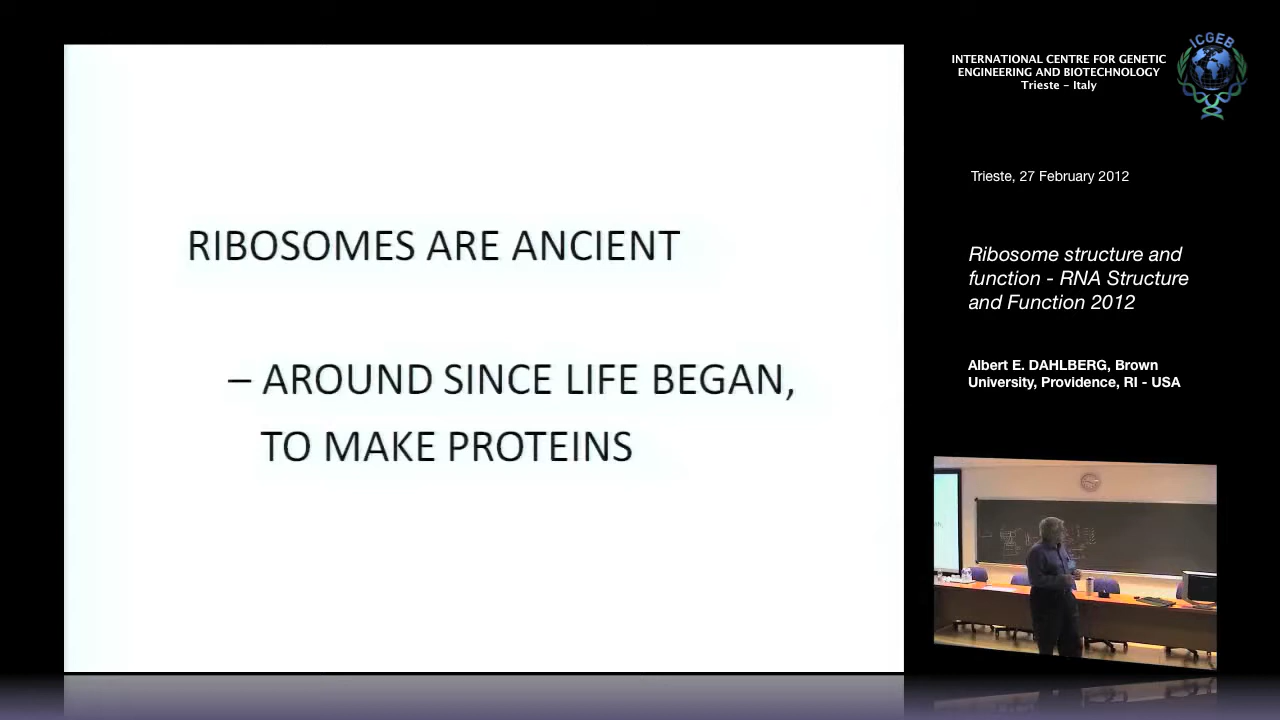 RIBOSOMES ARE ANCIENT
– AROUND SINCE LIFE BEGAN,
TO MAKE PROTEINS
INTERNATIONAL CENTRE FOR GENETIC
ENGINEERING AND BIOTECHNOLOGY
Trieste – Italy
ICGEB
Trieste, 27 February 2012
Ribosome structure and
function - RNA Structure
and Function 2012
Albert E. DAHLBERG, Brown
University, Providence, RI - USA